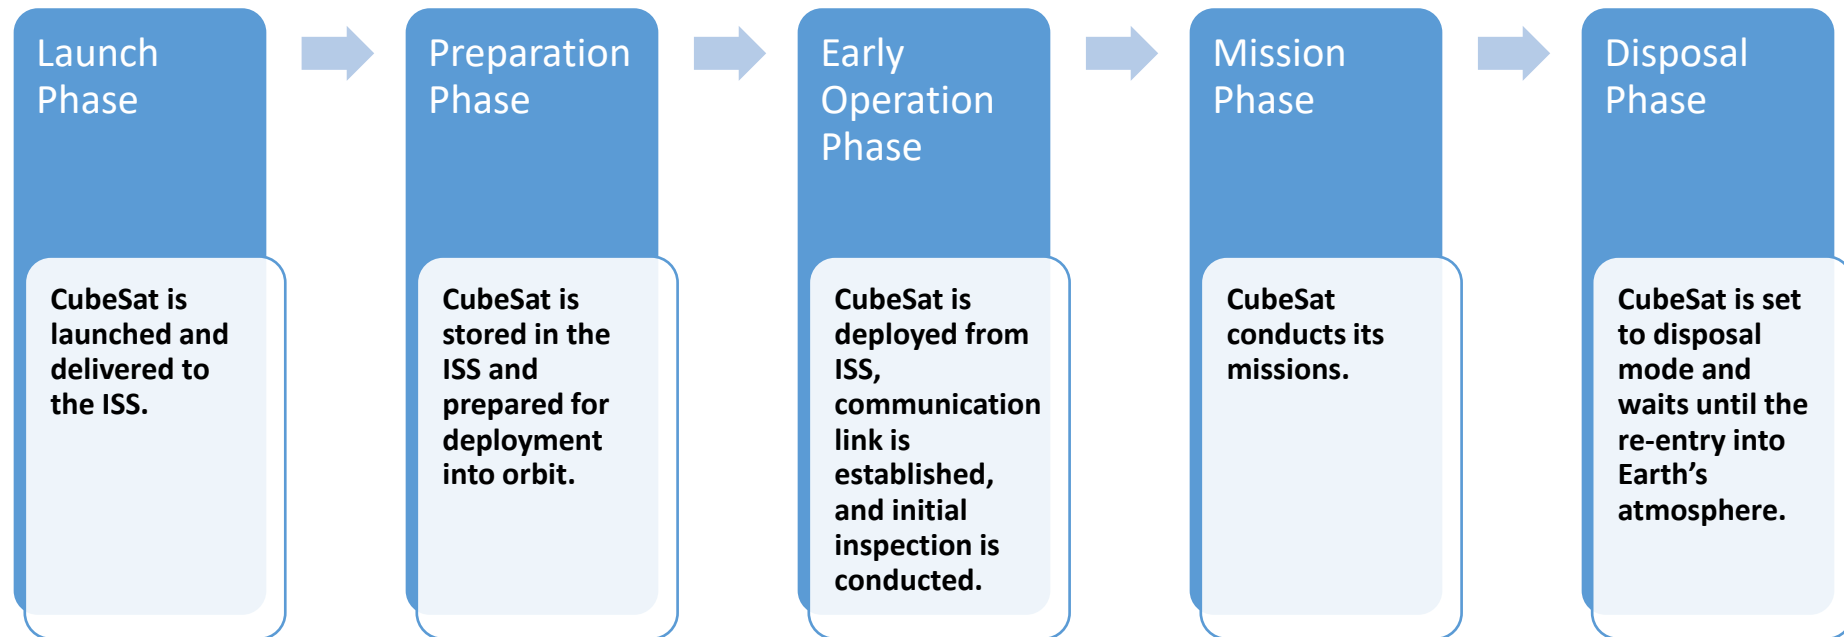 Launch
Phase
CubeSat is
launched and
delivered to
the ISS.
Preparation
Phase
CubeSat is
stored in the
ISS and
prepared for
deployment
into orbit.
Early
Operation
Phase
CubeSat is
deployed from
ISS,
communication
link is
established,
and initial
inspection is
conducted.
Mission
Phase
CubeSat
conducts its
missions.
Disposal
Phase
CubeSat is set
to disposal
mode and
waits until the
re-entry into
Earth’s
atmosphere.